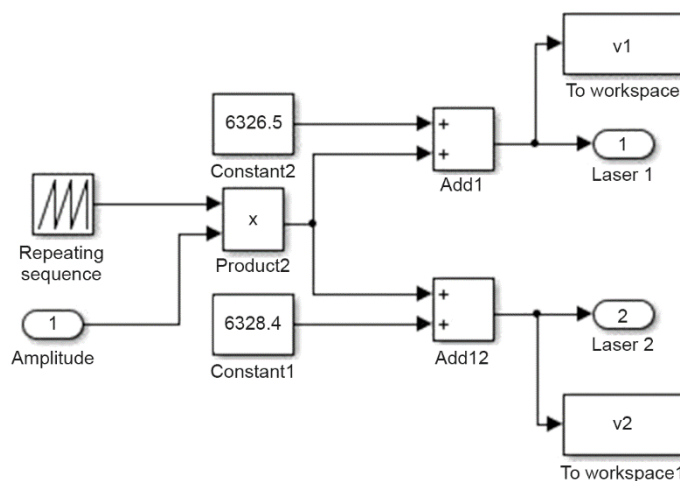 v1
To workspace
6326.5
Constant2
+
+
Add1
1
Laser 1
Repeating
sequence
x
Product2
1
Amplitude
6328.4
Constant1
+
+
Add12
2
Laser 2
v2
To workspace1